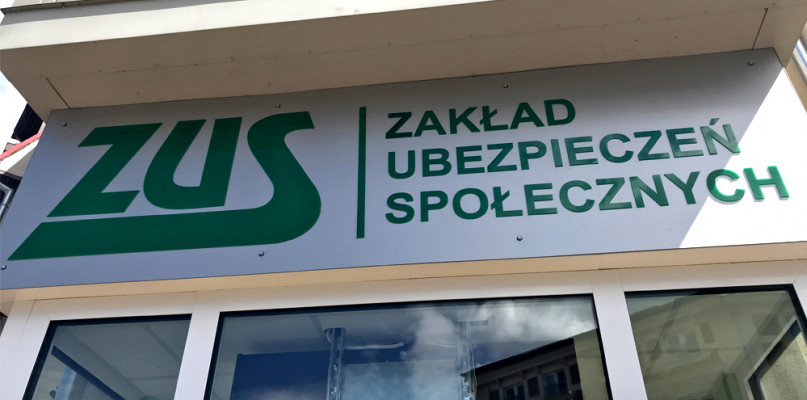 ZUS
ZAKŁAD
UBEZPIECZEŃ
SPOŁECZNYCH